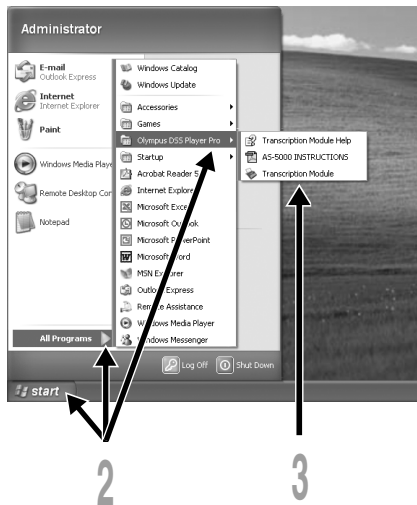 Administrator
E-mail
Outlook Express
Internet
Internet Explorer
Paint
Windows Media Playe
Remote Desktop Con
Notepad
All Programs
Windows Catalog
Windows Update
Accessories
Games
Olympus DSS Player Pro
Startup
Acrobat Reader 5
Internet Explore
Microsoft Exce
Microsoft Outlook
Microsoft PowerPoint
Microsoft Word
MSN Explorer
Outlook Express
Remote Assistance
Windows Media Player
Windows Messenger
Transcription Module Help
AS-5000 INSTRUCTIONS
Transcription Module
Log Off
Shut Down
start
2
3